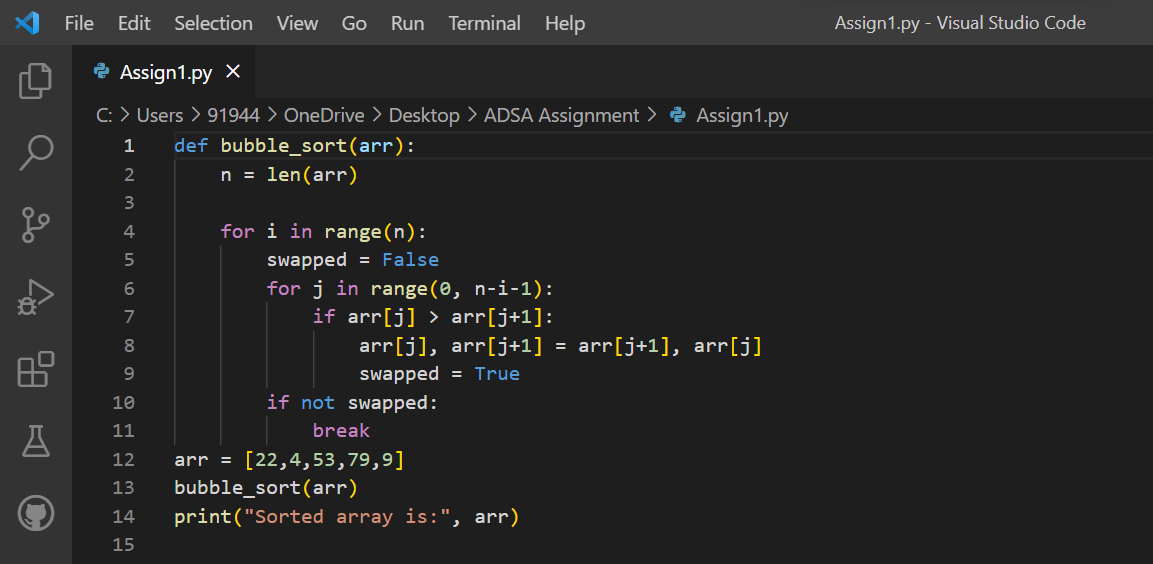 File Edit Selection View Go Run Terminal Help Assign1.py - Visual Studio Code
Assign1.py
C: > Users > 91944 > OneDrive > Desktop > ADSA Assignment > Assign1.py
1 def bubble_sort(arr):
2     n = len(arr)
3
4     for i in range(n):
5         swapped = False
6         for j in range(0, n-i-1):
7             if arr[j] > arr[j+1]:
8                 arr[j], arr[j+1] = arr[j+1], arr[j]
9                 swapped = True
10         if not swapped:
11             break
12 arr = [22,4,53,79,9]
13 bubble_sort(arr)
14 print("Sorted array is:", arr)
15